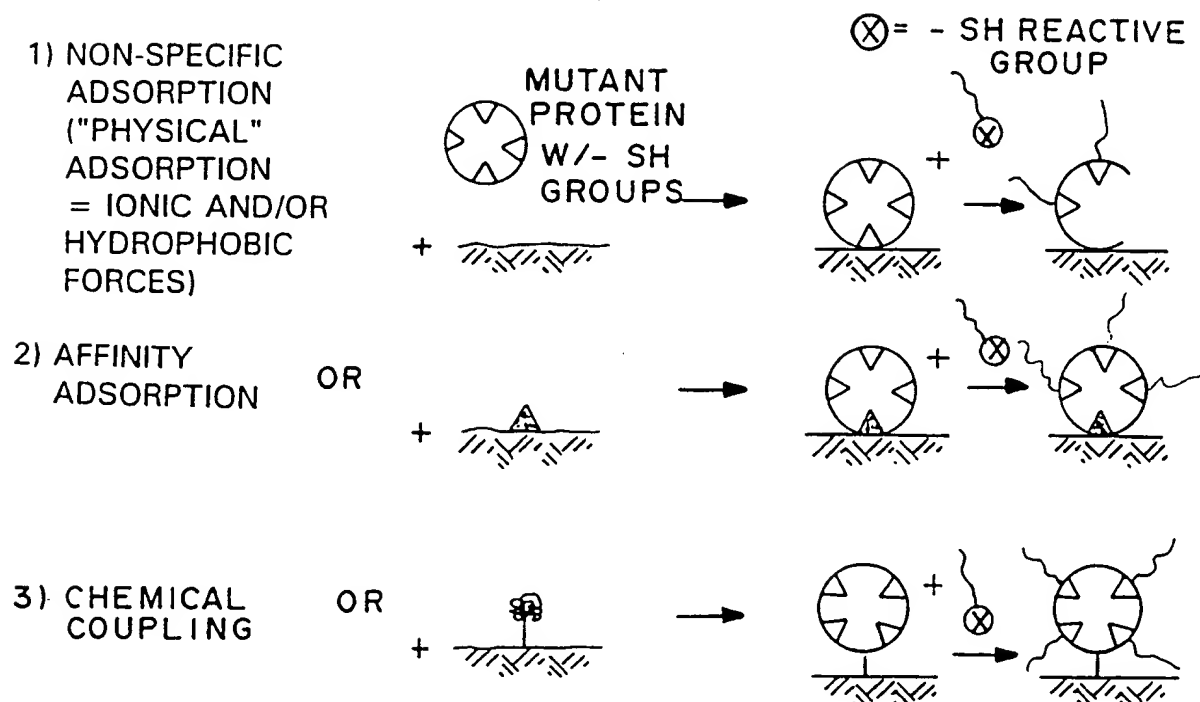 1) NON-SPECIFIC
ADSORPTION
("PHYSICAL"
ADSORPTION
= IONIC AND/OR
HYDROPHOBIC
FORCES)
MUTANT
PROTEIN
W/- SH
GROUPS
+
X = - SH REACTIVE
GROUP
+
X
2) AFFINITY
ADSORPTION
OR
+
+
X
3) CHEMICAL
COUPLING
OR
+
+
X